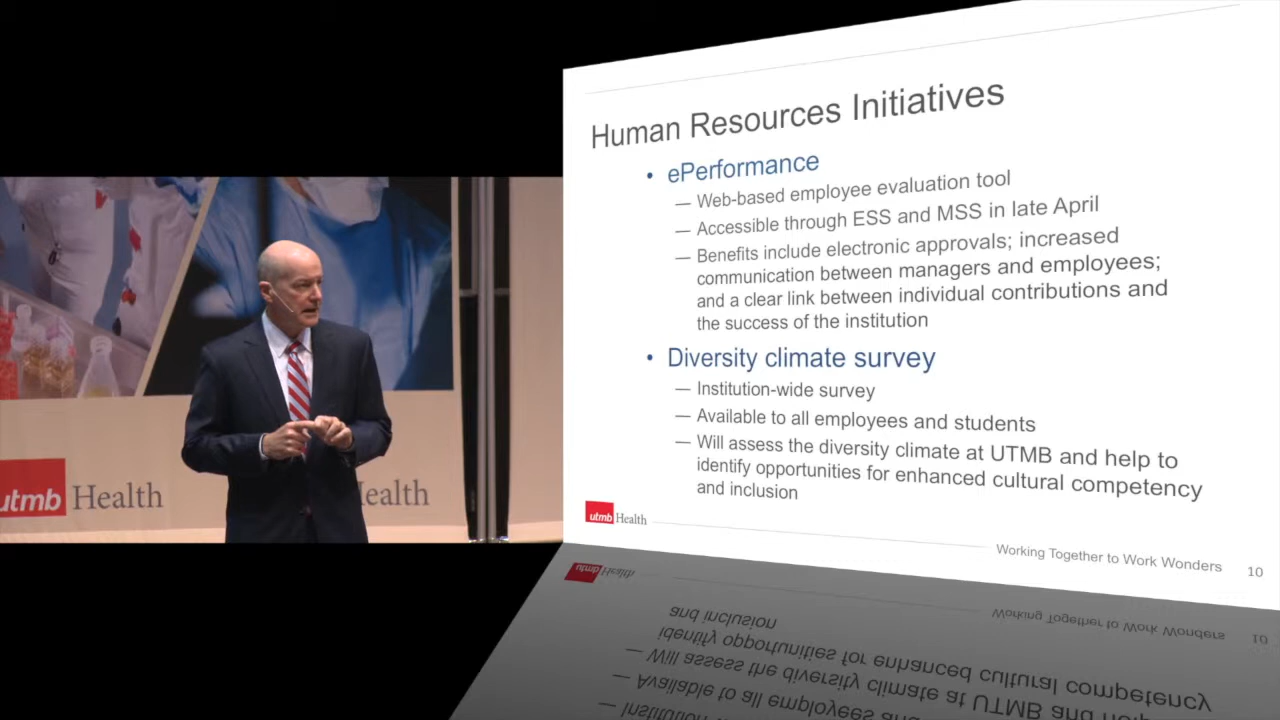 Human Resources Initiatives
• ePerformance
— Web-based employee evaluation tool
— Accessible through ESS and MSS in late April
— Benefits include electronic approvals; increased
communication between managers and employees;
and a clear link between individual contributions and
the success of the institution
• Diversity climate survey
— Institution-wide survey
— Available to all employees and students
— Will assess the diversity climate at UTMB and help to
identify opportunities for enhanced cultural competency
and inclusion
utmb Health
Working Together to Work Wonders 10
utmb Health
ealth